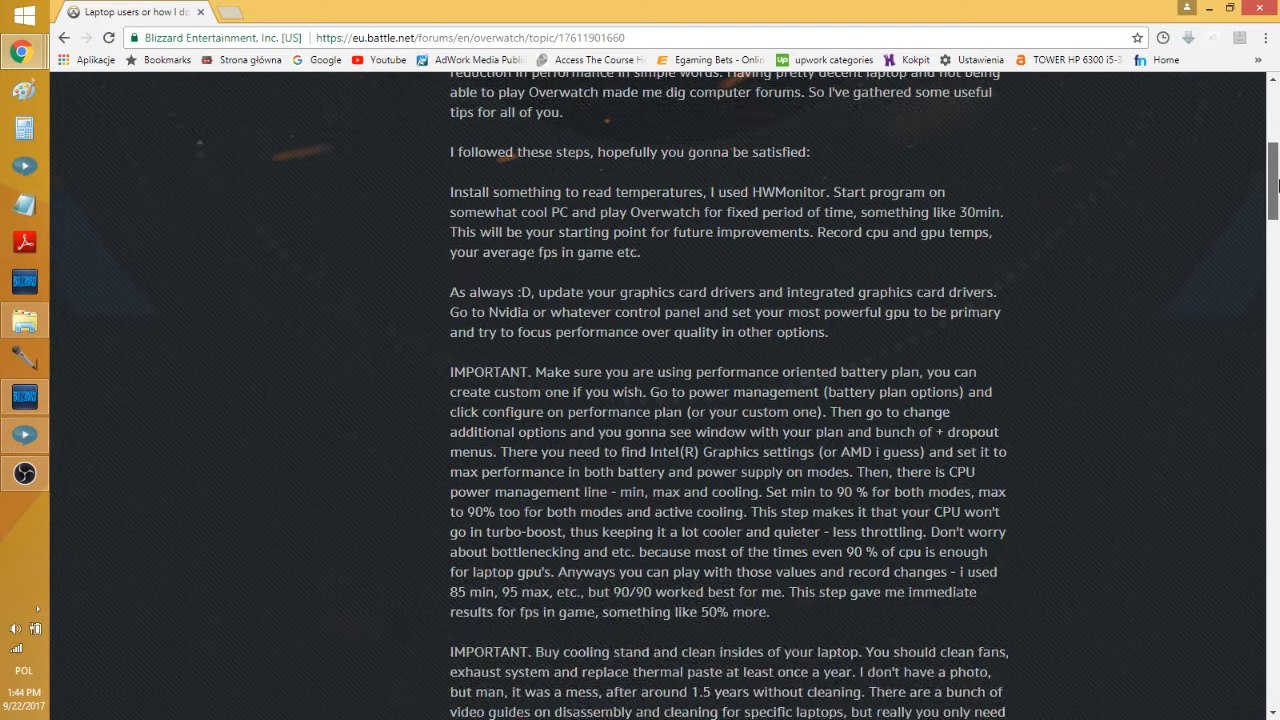 Laptop users or how I do
Blizzard Entertainment, Inc. [US]
https://eu.battle.net/forums/en/overwatch/topic/17611901660
Aplikacje
Bookmarks
Strona główna
Google
Youtube
AdWork Media Public
Access The Course H
Egaming Bets - Online
upwork categories
Kokpit
Ustawienia
TOWER HP 6300 i5-3
Home
»
reduction in performance in simple words. Having pretty decent laptop and not being
able to play Overwatch made me dig computer forums. So I've gathered some useful
tips for all of you.
I followed these steps, hopefully you gonna be satisfied:
Install something to read temperatures, I used HWMonitor. Start program on
somewhat cool PC and play Overwatch for fixed period of time, something like 30min.
This will be your starting point for future improvements. Record cpu and gpu temps,
your average fps in game etc.
As always :D, update your graphics card drivers and integrated graphics card drivers.
Go to Nvidia or whatever control panel and set your most powerful gpu to be primary
and try to focus performance over quality in other options.
IMPORTANT. Make sure you are using performance oriented battery plan, you can
create custom one if you wish. Go to power management (battery plan options) and
click configure on performance plan (or your custom one). Then go to change
additional options and you gonna see window with your plan and bunch of + dropout
menus. There you need to find Intel(R) Graphics settings (or AMD i guess) and set it to
max performance in both battery and power supply on modes. Then, there is CPU
power management line - min, max and cooling. Set min to 90 % for both modes, max
to 90% too for both modes and active cooling. This step makes it that your CPU won't
go in turbo-boost, thus keeping it a lot cooler and quieter - less throttling. Don't worry
about bottlenecking and etc. because most of the times even 90 % of cpu is enough
for laptop gpu's. Anyways you can play with those values and record changes - i used
85 min, 95 max, etc., but 90/90 worked best for me. This step gave me immediate
results for fps in game, something like 50% more.
IMPORTANT. Buy cooling stand and clean insides of your laptop. You should clean fans,
exhaust system and replace thermal paste at least once a year. I don't have a photo,
but man, it was a mess, after around 1.5 years without cleaning. There are a bunch of
video guides on disassembly and cleaning for specific laptops, but really you only need
BLIZZARD
BLIZZARD
POL
1:44 PM
9/22/2017